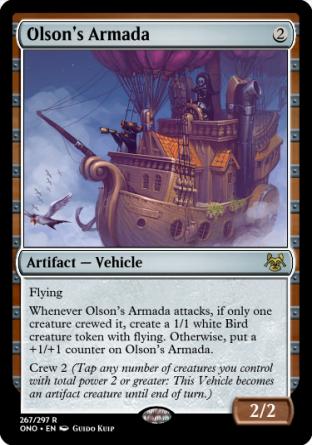 Olson's Armada 2
Artifact — Vehicle
Flying
Whenever Olson's Armada attacks, if only one
creature crewed it, create a 1/1 white Bird
creature token with flying. Otherwise, put a
+1/+1 counter on Olson's Armada.
Crew 2 (Tap any number of creatures you control
with total power 2 or greater: This Vehicle becomes
an artifact creature until end of turn.)
267/297 R
ONO • EN Guido Kuip
2/2